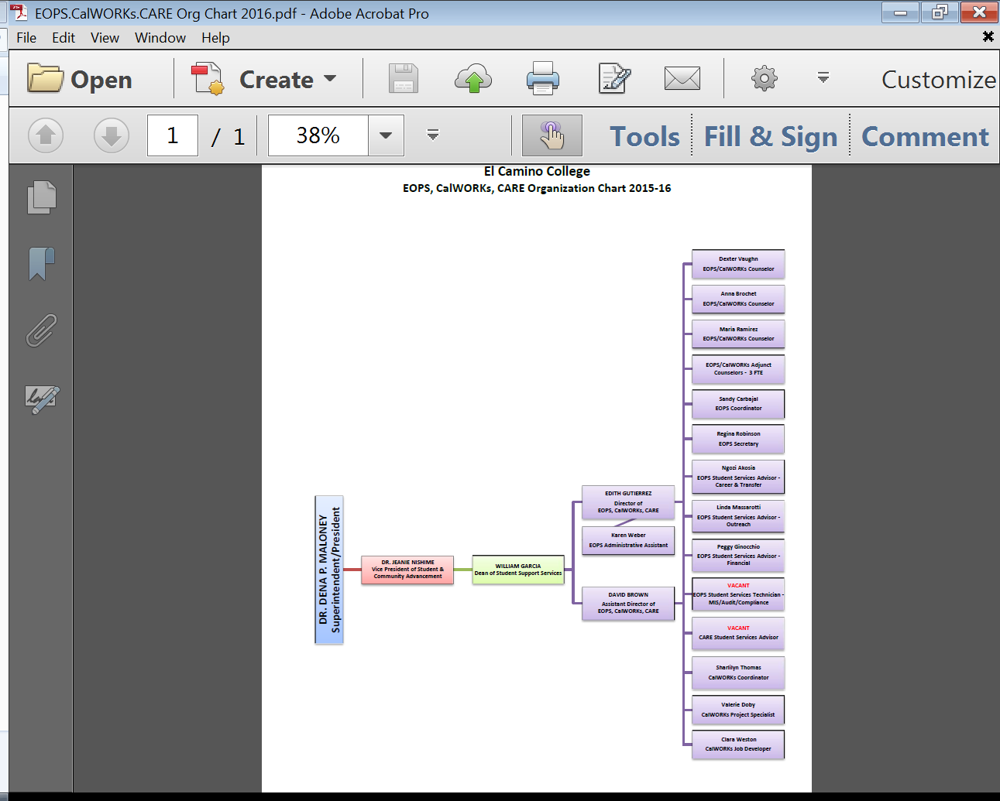 EOPS.CalWORKs.CARE Org Chart 2016.pdf - Adobe Acrobat Pro
File Edit View Window Help
Open Create Customize
1 / 1 38% Tools Fill & Sign Comment
El Camino College
EOPS, CalWORKs, CARE Organization Chart 2015-16
DR. DENA P. MALONEY
Superintendent/President
DR. JEANIE NISHIME
Vice President of Student &
Community Advancement
WILLIAM GARCIA
Dean of Student Support Services
EDITH GUTIERREZ
Director of
EOPS, CalWORKs, CARE
Karen Weber
EOPS Administrative Assistant
DAVID BROWN
Assistant Director of
EOPS, CalWORKs, CARE
Dexter Vaughn
EOPS/CalWORKs Counselor
Anna Brochet
EOPS/CalWORKs Counselor
Maria Ramirez
EOPS/CalWORKs Counselor
EOPS/CalWORKs Adjunct
Counselors - 3 FTE
Sandy Carbajal
EOPS Coordinator
Regina Robinson
EOPS Secretary
Ngozi Akosia
EOPS Student Services Advisor -
Career & Transfer
Linda Massarotti
EOPS Student Services Advisor -
Outreach
Peggy Ginocchio
EOPS Student Services Advisor -
Financial
VACANT
EOPS Student Services Technician -
MIS/Audit/Compliance
VACANT
CARE Student Services Advisor
Sharlilyn Thomas
CalWORKs Coordinator
Valerie Doby
CalWORKs Project Specialist
Clara Weston
CalWORKs Job Developer